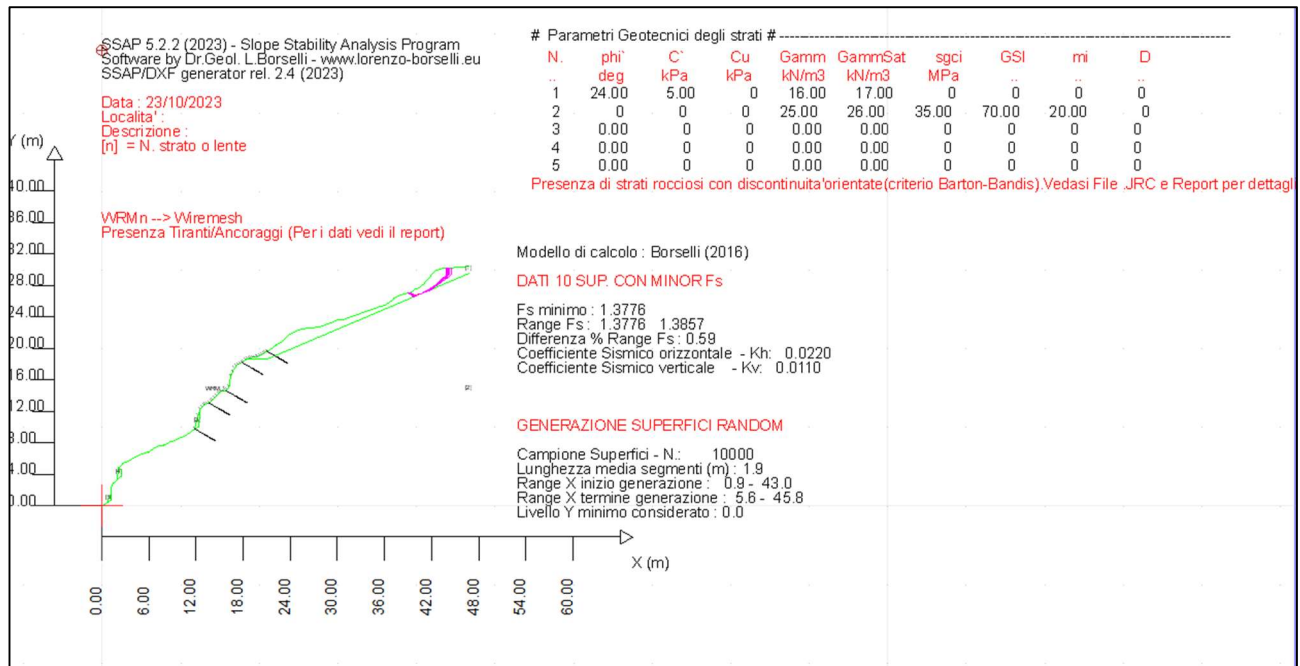 SSAP 5.2.2 (2023) - Slope Stability Analysis Program
Software by Dr.Geol. L.Borselli - www.lorenzo-borselli.eu
SSAP/DXF generator rel. 2.4 (2023)
Data : 23/10/2023
Localita' :
Descrizione :
[n] = N. strato o lente
Y (m)
40.00
36.00
32.00
28.00
24.00
20.00
16.00
12.00
8.00
4.00
0.00
WRMn --> Wiremesh
Presenza Tiranti/Ancoraggi (Per i dati vedi il report)
# Parametri Geotecnici degli strati #
N. phi` C` Cu Gamm GammSat sgci GSI mi D
.. deg kPa kPa kN/m3 kN/m3 MPa .. .. ..
1 24.00 5.00 0 16.00 17.00 0 0 0 0
2 0 0 0 25.00 26.00 35.00 70.00 20.00 0
3 0.00 0 0 0.00 0.00 0 0 0 0
4 0.00 0 0 0.00 0.00 0 0 0 0
5 0.00 0 0 0.00 0.00 0 0 0 0
Presenza di strati rocciosi con discontinuita'orientate(criterio Barton-Bandis).Vedasi File .JRC e Report per dettagl
Modello di calcolo : Borselli (2016)
DATI 10 SUP. CON MINOR Fs
Fs minimo : 1.3776
Range Fs : 1.3776 1.3857
Differenza % Range Fs : 0.59
Coefficiente Sismico orizzontale - Kh: 0.0220
Coefficiente Sismico verticale - Kv: 0.0110
GENERAZIONE SUPERFICI RANDOM
Campione Superfici - N.: 10000
Lunghezza media segmenti (m) : 1.9
Range X inizio generazione : 0.9 - 43.0
Range X termine generazione : 5.6 - 45.8
Livello Y minimo considerato : 0.0
X (m)
0.00 6.00 12.00 18.00 24.00 30.00 36.00 42.00 48.00 54.00 60.00